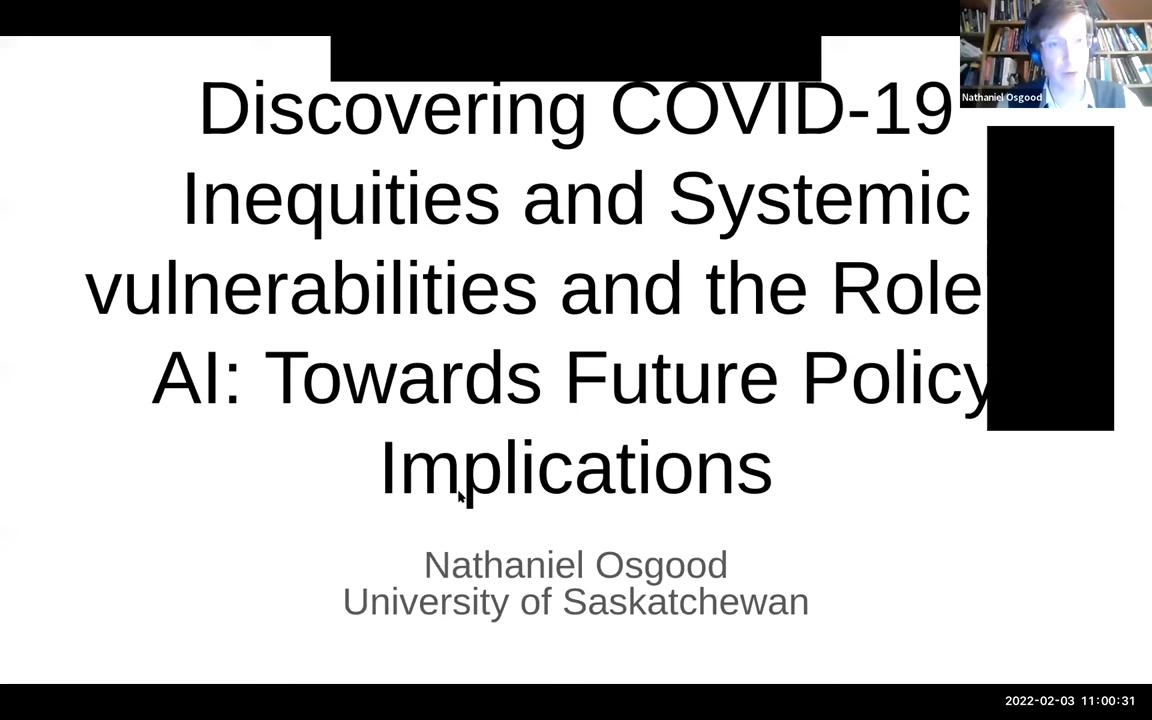 Discovering COVID-19
Nathaniel Osgood
Inequities and Systemic
vulnerabilities and the Role
AI: Towards Future Policy
Implications
Nathaniel Osgood
University of Saskatchewan
2022-02-03 11:00:31